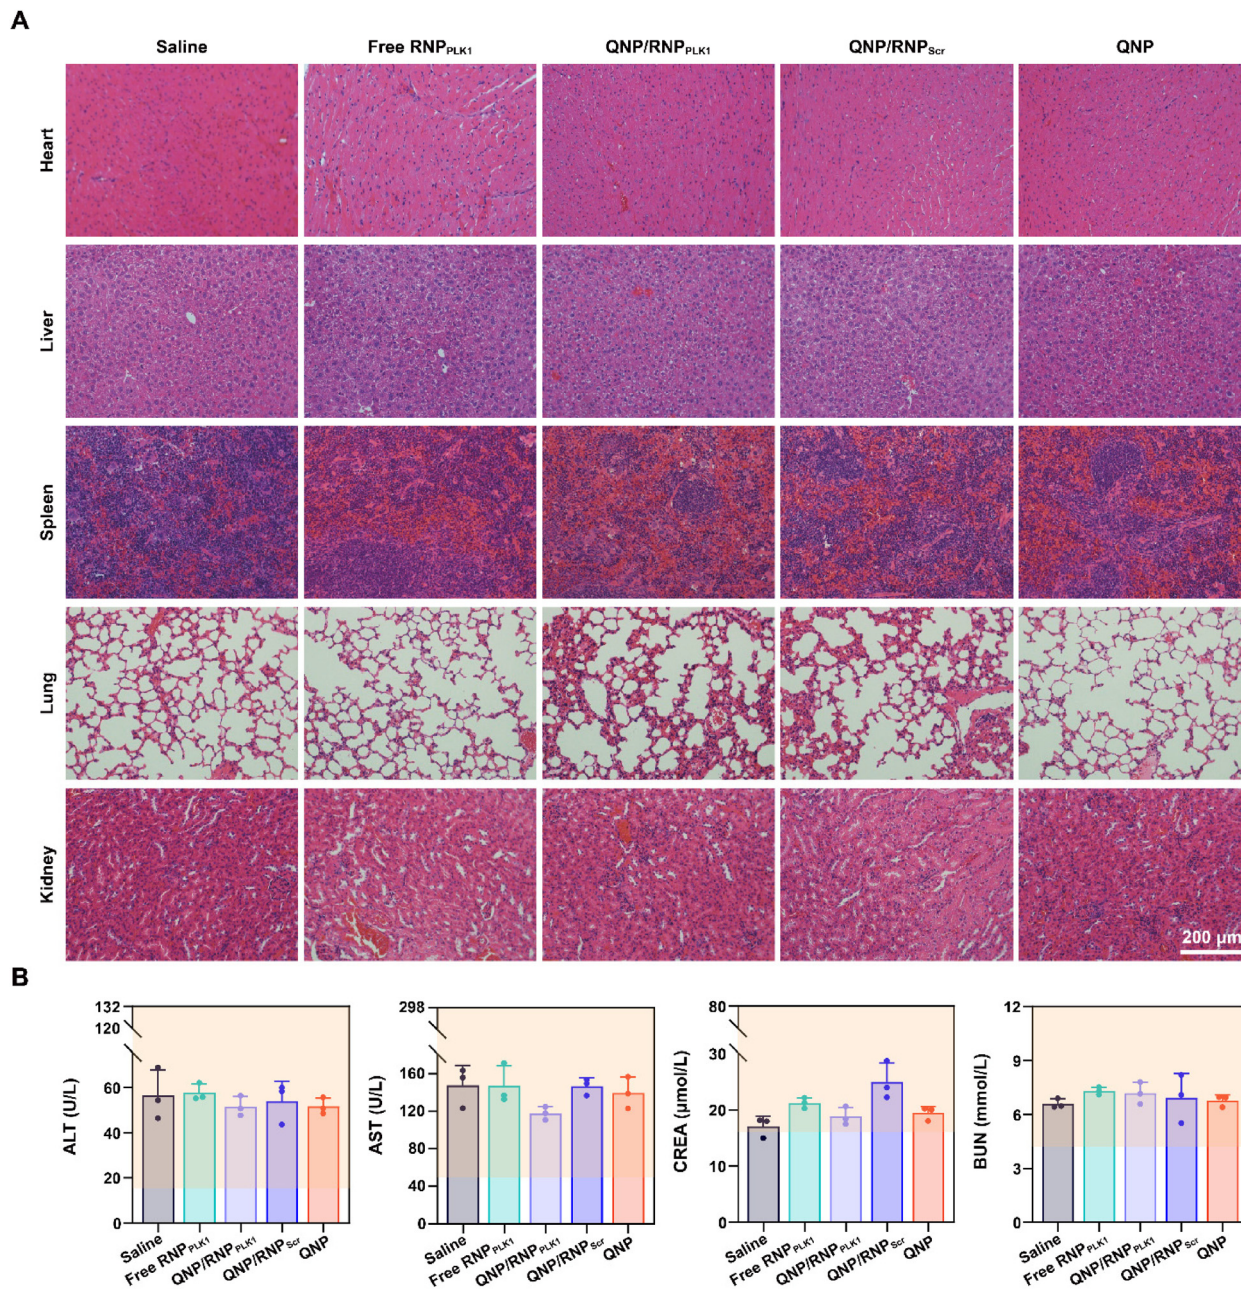 A
Saline
Free RNPPLK1
QNP/RNPPLK1
QNP/RNPScr
QNP
Heart
Liver
Spleen
Lung
Kidney
200 μm
B
132
120
60
40
20
0
ALT (U/L)
Saline
Free RNPPLK1
QNP/RNPPLK1
QNP/RNPScr
QNP
298
160
120
80
40
0
AST (U/L)
Saline
Free RNPPLK1
QNP/RNPPLK1
QNP/RNPScr
QNP
80
30
20
10
0
CREA (μmol/L)
Saline
Free RNPPLK1
QNP/RNPPLK1
QNP/RNPScr
QNP
12
9
6
3
0
BUN (mmol/L)
Saline
Free RNPPLK1
QNP/RNPPLK1
QNP/RNPScr
QNP